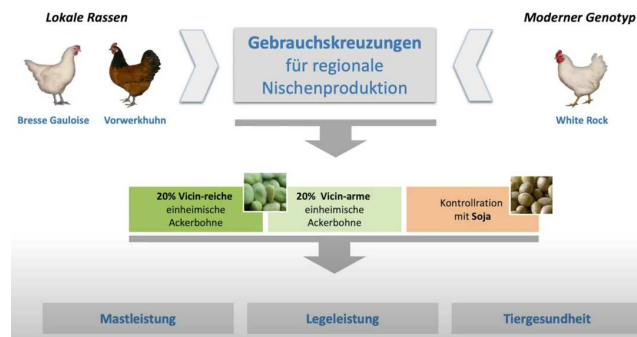 Lokale Rassen
Moderner Genotyp
Gebrauchskreuzungen
für regionale
Nischenproduktion
Bresse Gauloise
Vorwerkhuhn
White Rock
20% Vicin-reiche
einheimische
Ackerbohne
20% Vicin-arme
einheimische
Ackerbohne
Kontrollration
mit Soja
Mastleistung
Legeleistung
Tiergesundheit